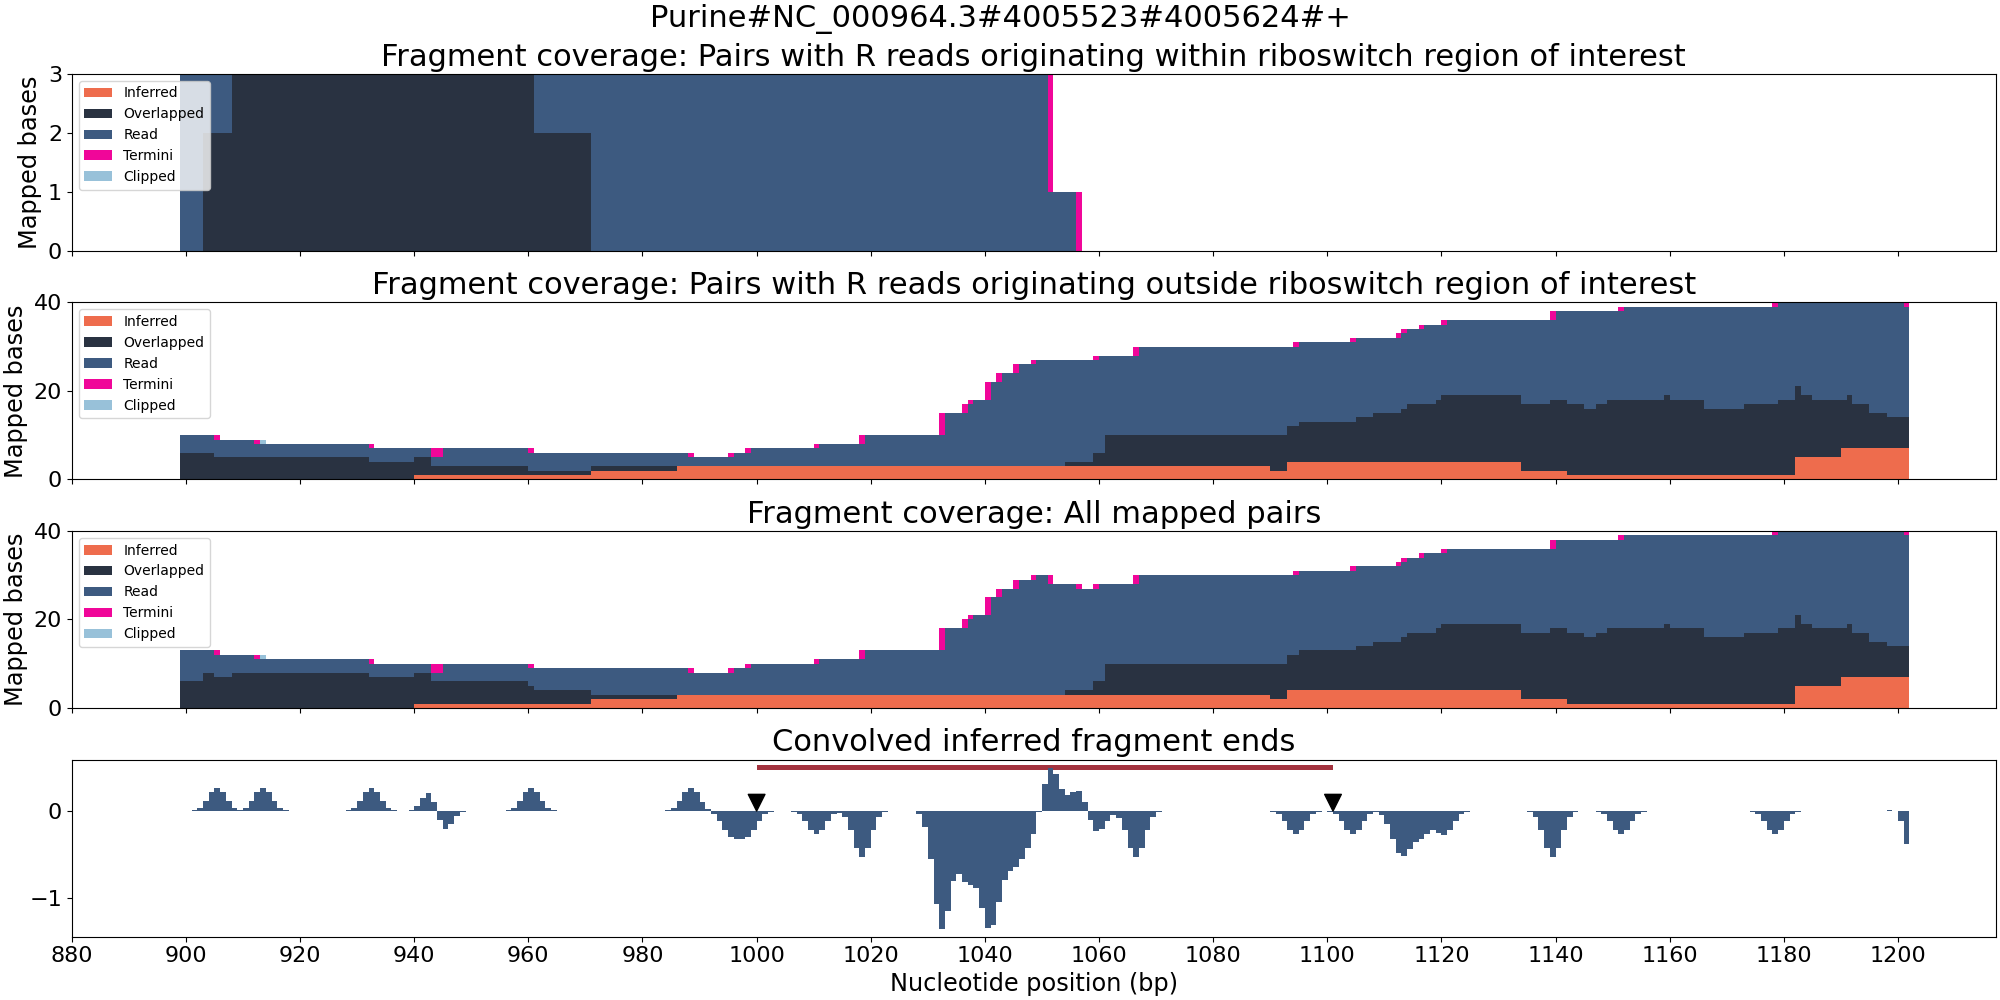 Purine#NC_000964.3#4005523#4005624#+
Fragment coverage: Pairs with R reads originating within riboswitch region of interest
Mapped bases
3
2
1
0
Inferred
Overlapped
Read
Termini
Clipped
Fragment coverage: Pairs with R reads originating outside riboswitch region of interest
Mapped bases
40
20
0
Inferred
Overlapped
Read
Termini
Clipped
Fragment coverage: All mapped pairs
Mapped bases
40
20
0
Inferred
Overlapped
Read
Termini
Clipped
Convolved inferred fragment ends
0
−1
880 900 920 940 960 980 1000 1020 1040 1060 1080 1100 1120 1140 1160 1180 1200
Nucleotide position (bp)